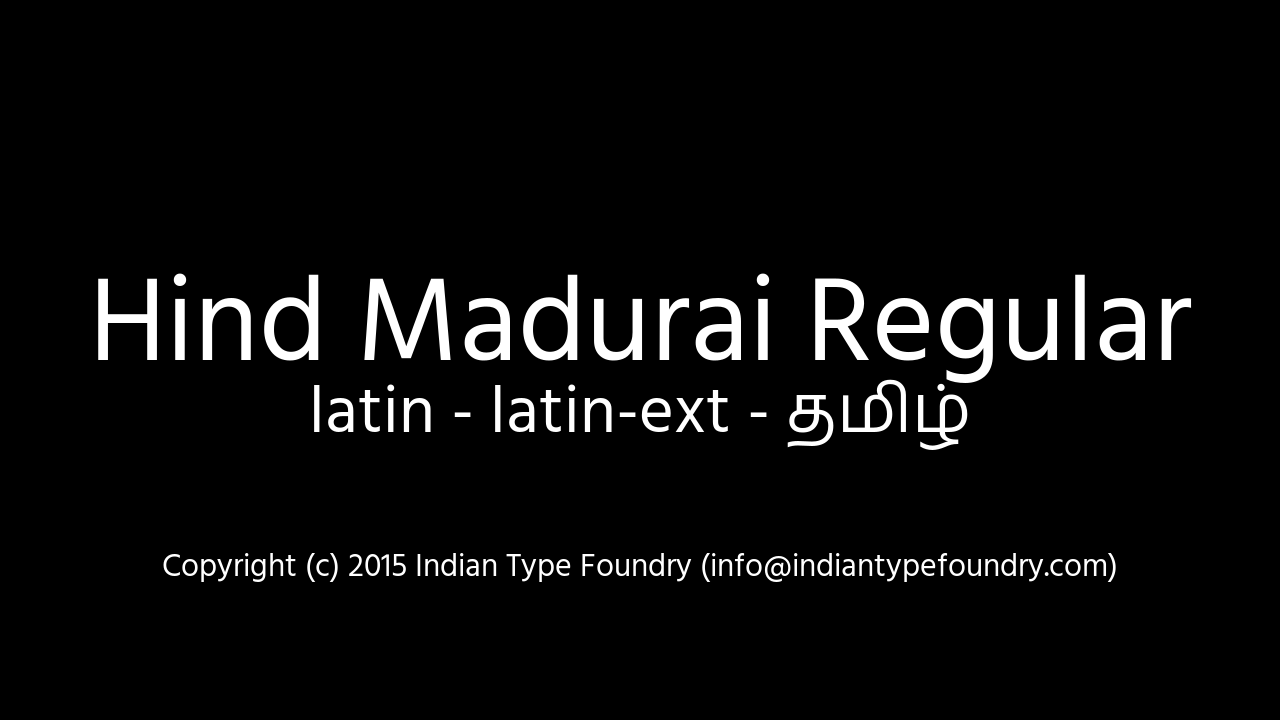 Hind Madurai Regular
latin - latin-ext - தமிழ்
Copyright (c) 2015 Indian Type Foundry (info@indiantypefoundry.com)